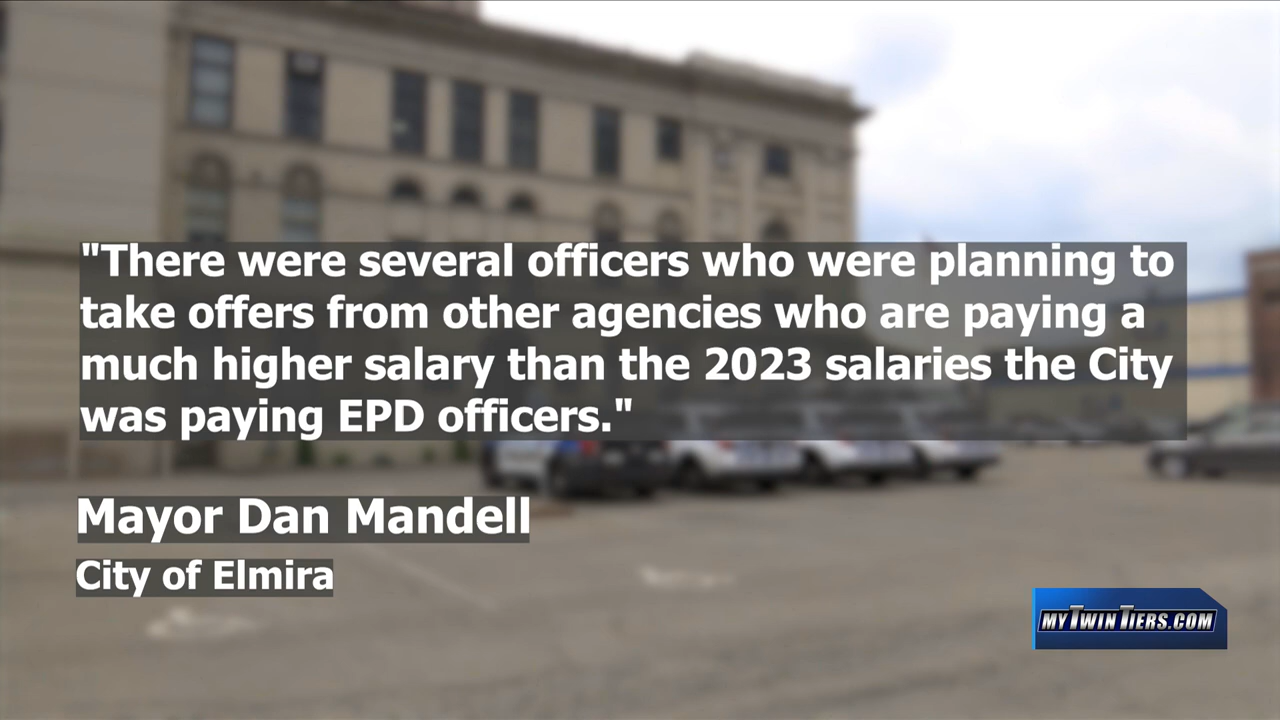 "There were several officers who were planning to
take offers from other agencies who are paying a
much higher salary than the 2023 salaries the City
was paying EPD officers."
Mayor Dan Mandell
City of Elmira
MYTWINTIERS.COM